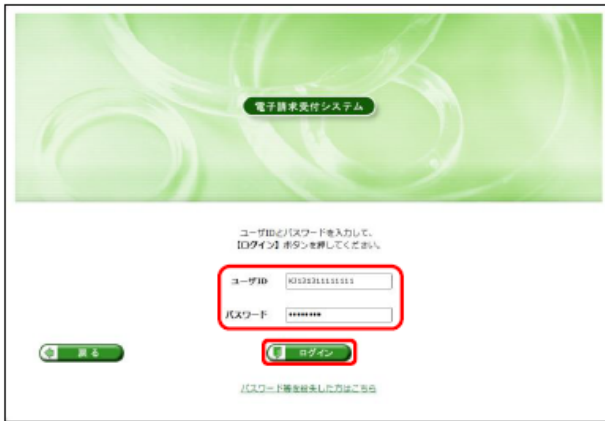 電子請求受付システム
ユーザIDとパスワードを入力して、
【ログイン】ボタンを押してください。
ユーザID
パスワード ••••••••
戻る
ログイン
パスワード等を紛失した方はこちら